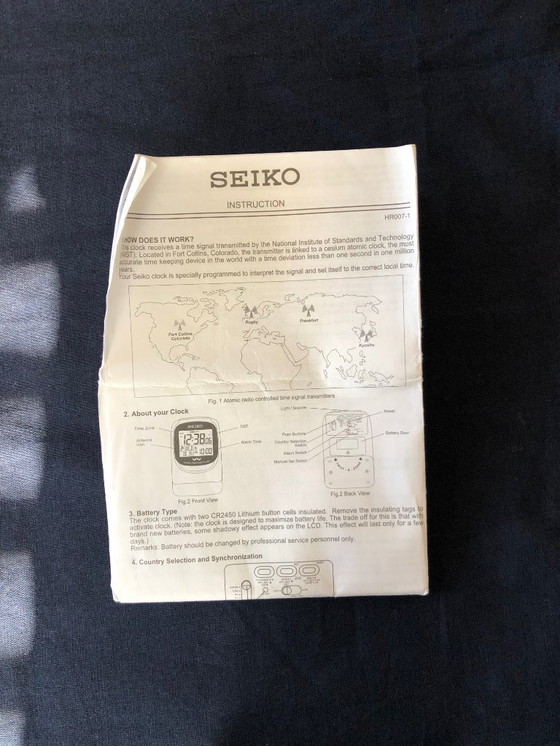 SEIKO
INSTRUCTION
HR007-1
HOW DOES IT WORK?
clock receives a time signal transmitted by the National Institute of Standards and Technology
Located in Fort Collins, Colorado, the transmitter is linked to a cesium atomic clock, the most
accurate time keeping device in the world with a time deviation less than one second in one million
years.
Your Seiko clock is specially programmed to interpret the signal and set itself to the correct local time.
Fort Collins
Colorado
Rugby
Frankfurt
Kyushu
Fig. 1 Atomic radio controlled time signal transmitters
2. About your Clock
Time Zone
DST
Alarm Time
SEIKO
12:38
Light / Snooze
Reset
Push Buttons
Country Selection
Switch
Alarm Switch
Manual Set Switch
Battery Door
Fig.2 Front View
Fig.2 Back View
3. Battery Type
The clock comes with two CR2450 Lithium button cells insulated. Remove the insulating tags to
activate clock. (Note: the clock is designed to maximize battery life. The trade off for this is that with
brand new batteries, some shadowy effect appears on the LCD. This effect will last only for a few
days.)
Remarks: Battery should be changed by professional service personnel only.
4. Country Selection and Synchronization